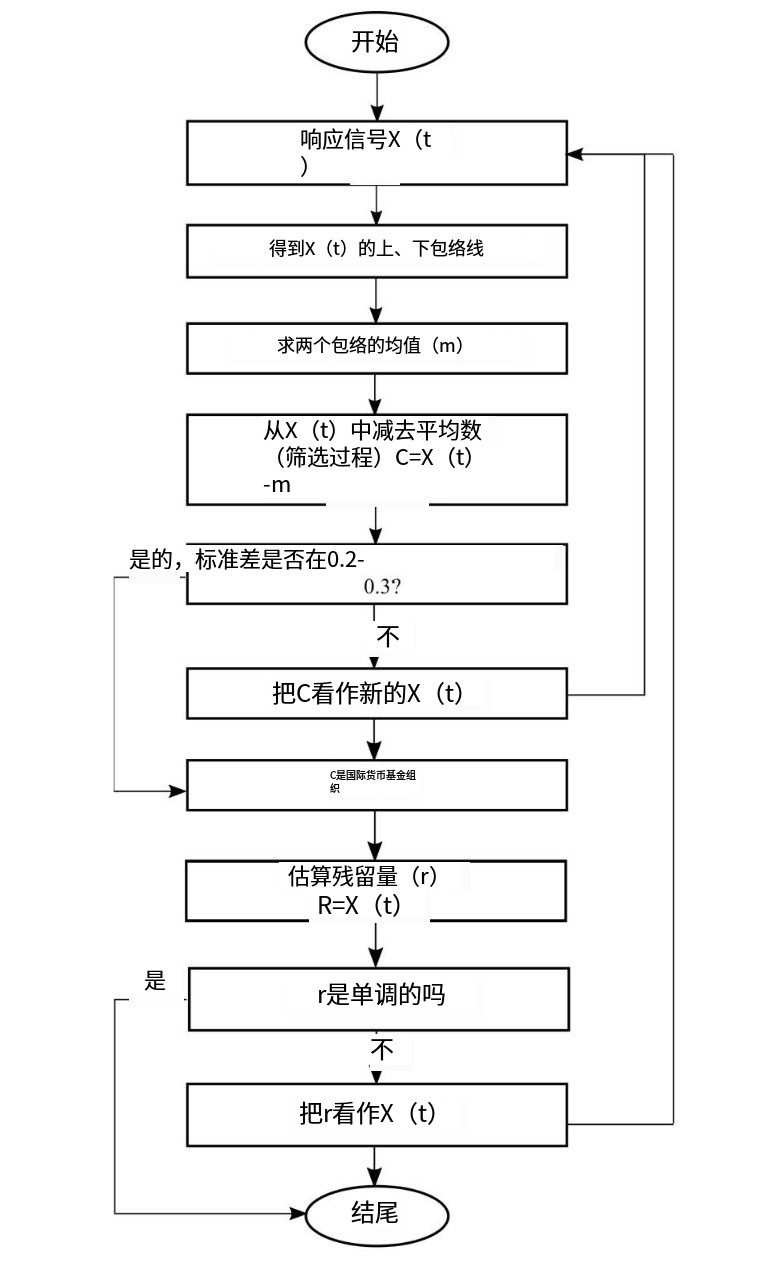 开始
响应信号X（t
）
得到X（t）的上、下包络线
求两个包络的均值（m）
从X（t）中减去平均数
（筛选过程）C=X（t）
-m
是的，标准差是否在0.2-
0.3?
不
把C看作新的X（t）
C是国际货币基金组
织
估算残留量（r）
R=X（t）
是
r是单调的吗
不
把r看作X（t）
结尾